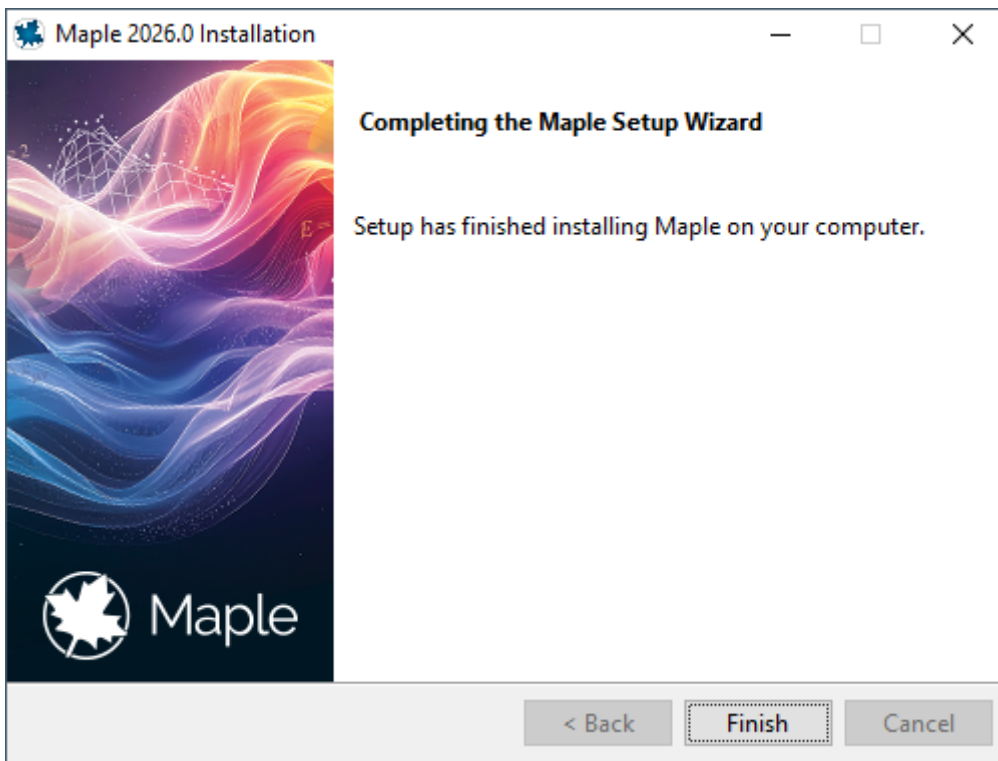 Maple 2026.0 Installation
Completing the Maple Setup Wizard
Setup has finished installing Maple on your computer.
E =
Maple
< Back
Finish
Cancel